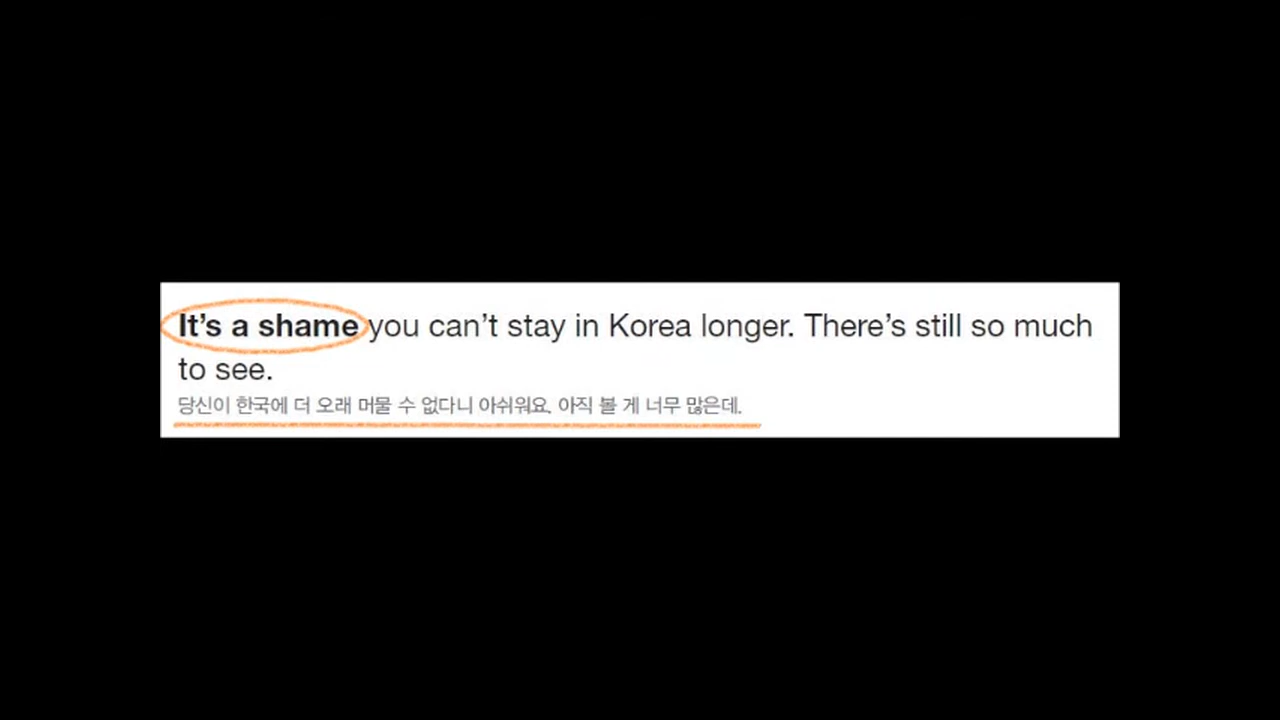 It’s a shame you can’t stay in Korea longer. There’s still so much
to see.
당신이 한국에 더 오래 머물 수 없다니 아쉬워요. 아직 볼 게 너무 많은데.